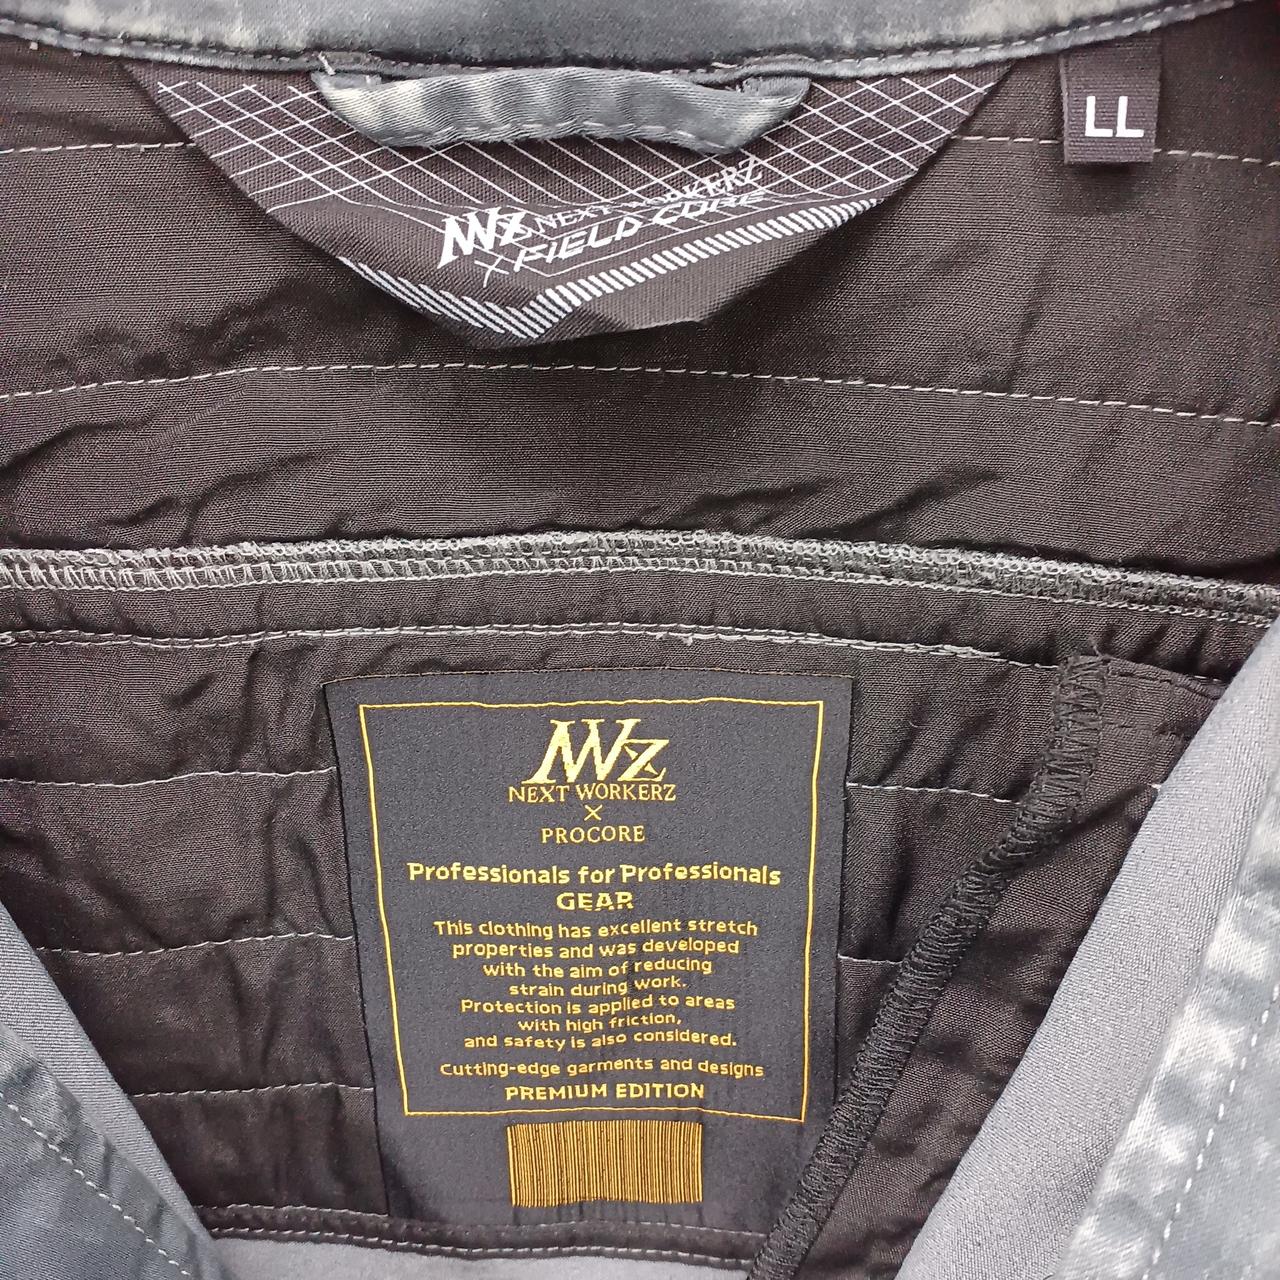 LL
NWZ NEXT WORKERZ
×FIELD CORE
NWZ
NEXT WORKERZ
×
PROCORE
Professionals for Professionals
GEAR
This clothing has excellent stretch
properties and was developed
with the aim of reducing
strain during work.
Protection is applied to areas
with high friction,
and safety is also considered.
Cutting-edge garments and designs
PREMIUM EDITION